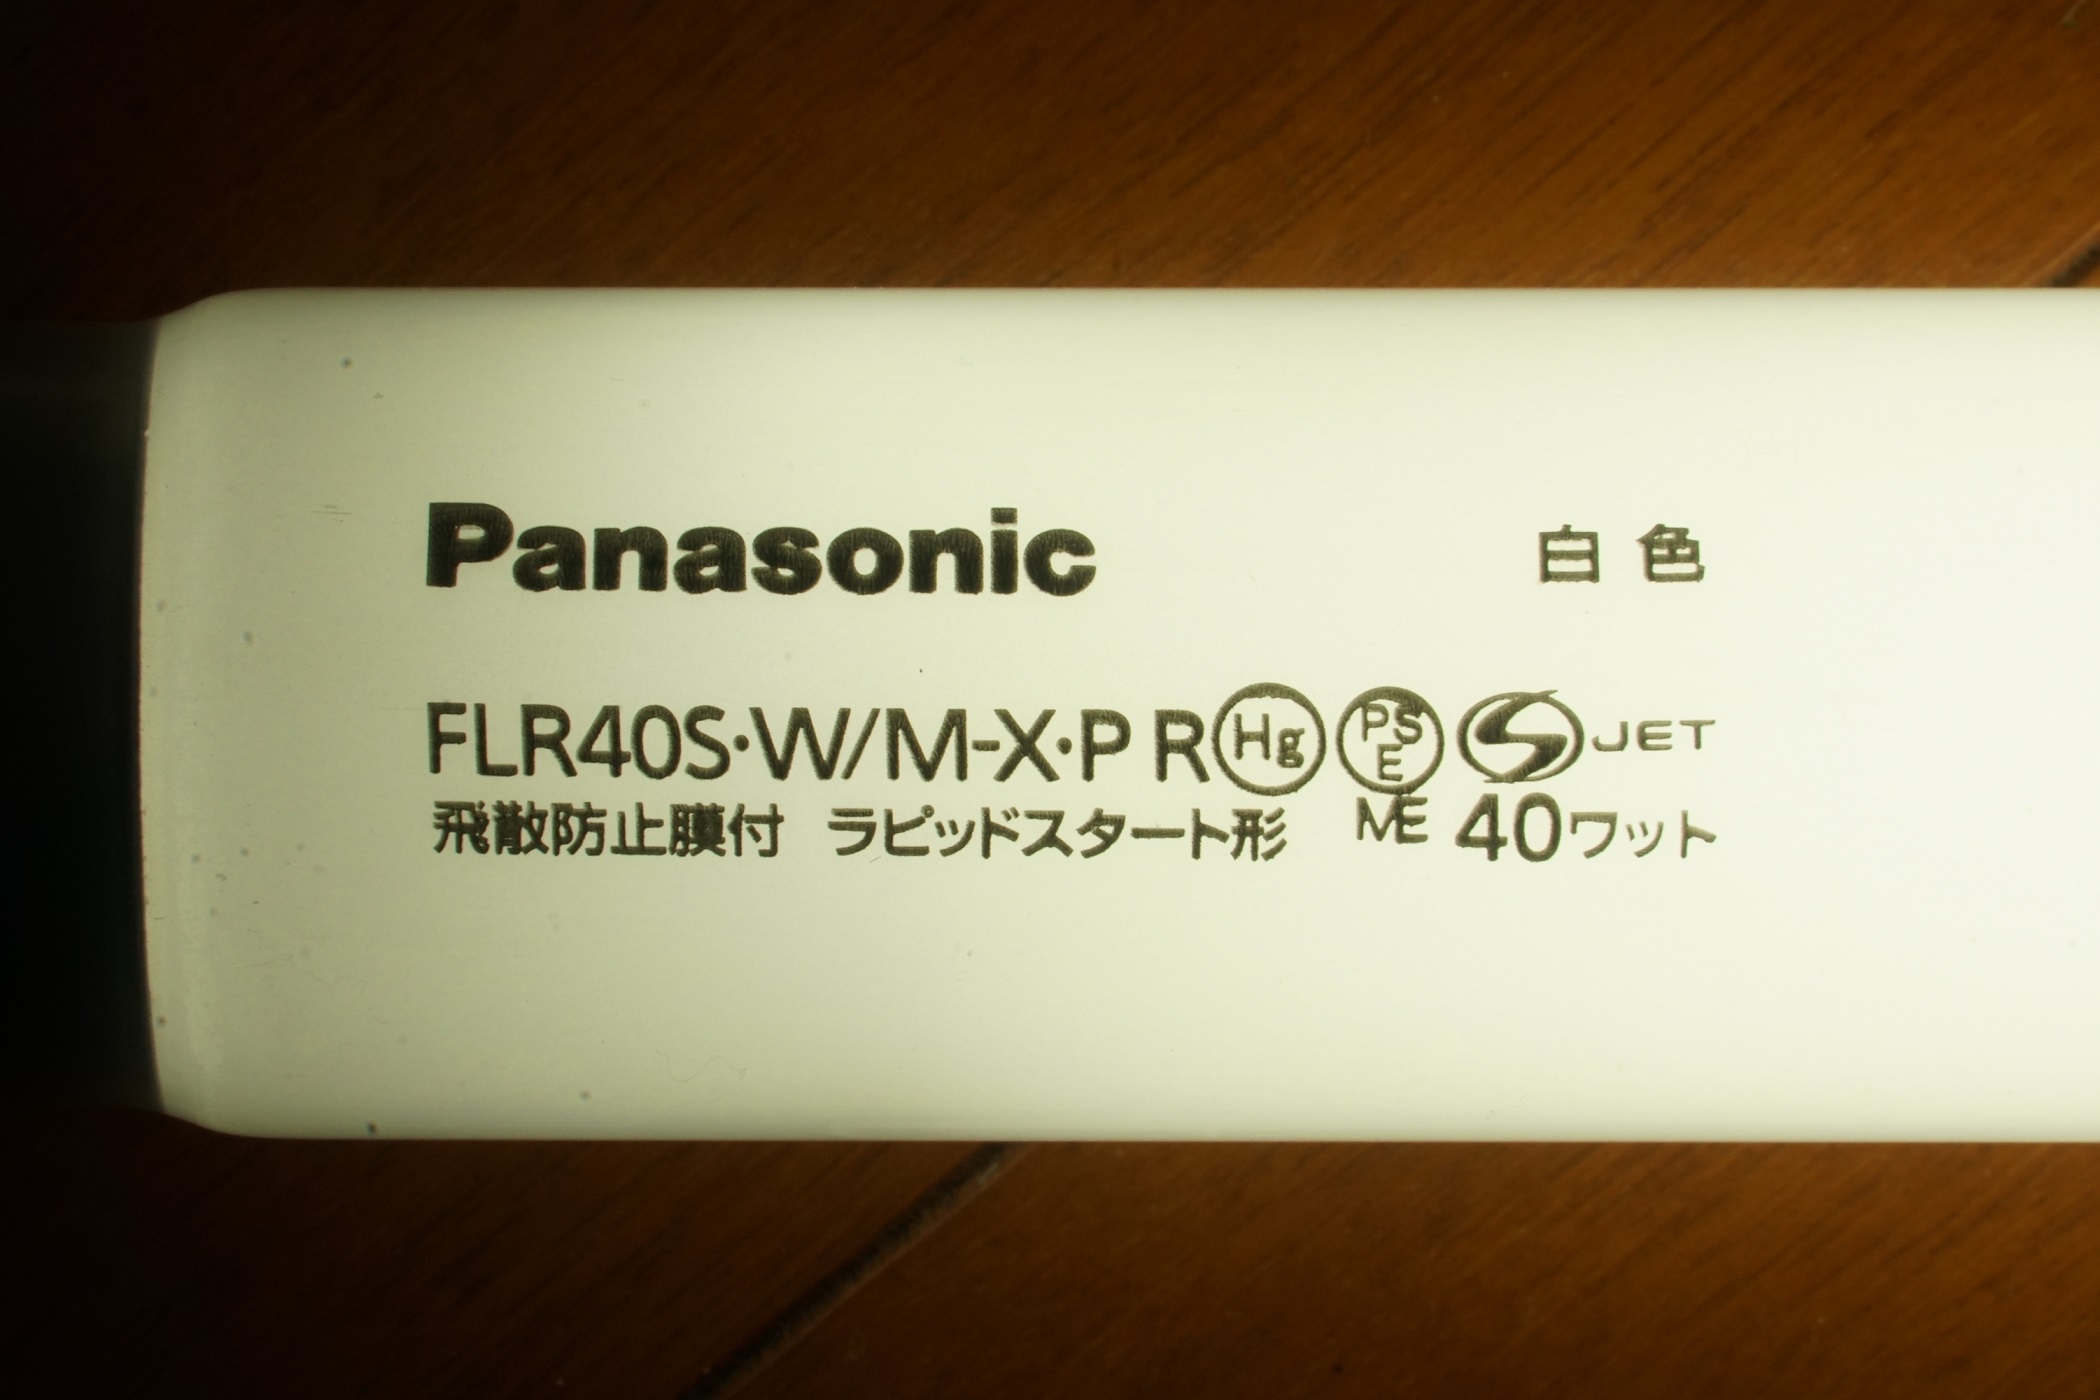 Panasonic 白色
FLR40S·W/M-X·P R Hg PSE S JET
飛散防止膜付 ラピッドスタート形 ME 40ワット